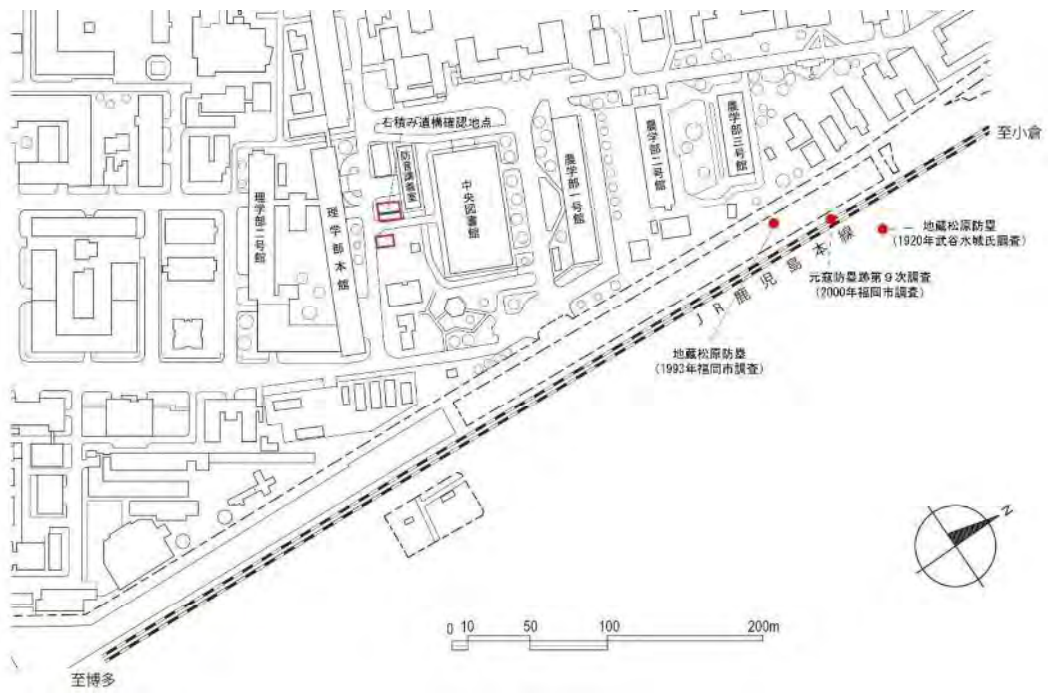 至小倉
石積み遺構確認地点
防音講義室
中央図書館
理学部本館
理学部二号館
農学部一号館
農学部二号館
農学部三号館
地蔵松原防塁
(1920年武谷水城氏調査)
元寇防塁跡第9次調査
(2000年福岡市調査)
JR鹿児島本線
地蔵松原防塁
(1993年福岡市調査)
N
0 10 50 100 200m
至博多